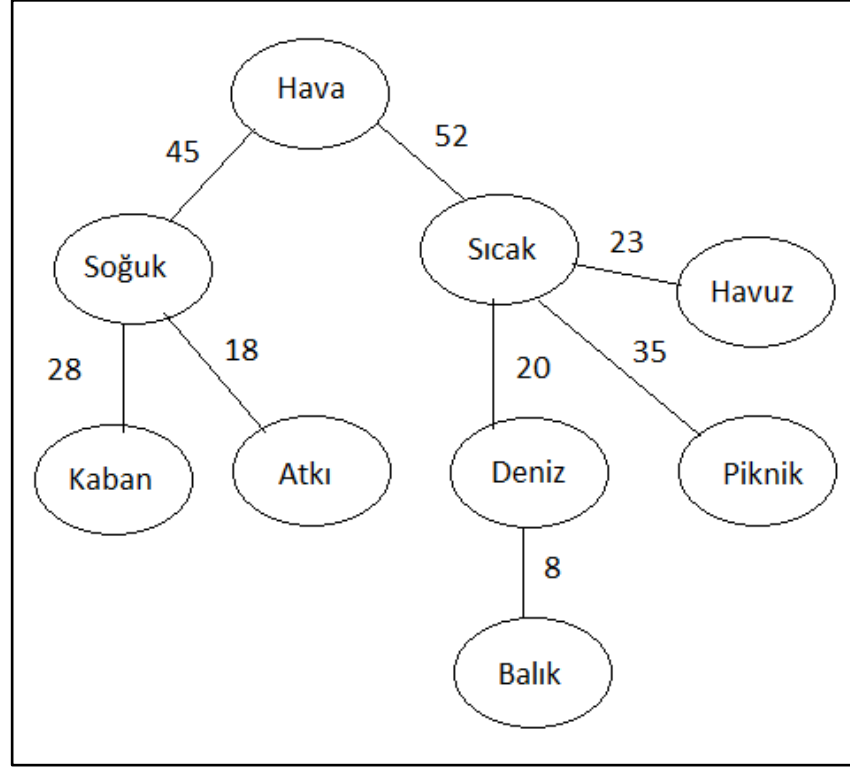 Hava
45
52
Soğuk
Sıcak
23
Havuz
28
18
20
35
Kaban
Atkı
Deniz
Piknik
8
Balık